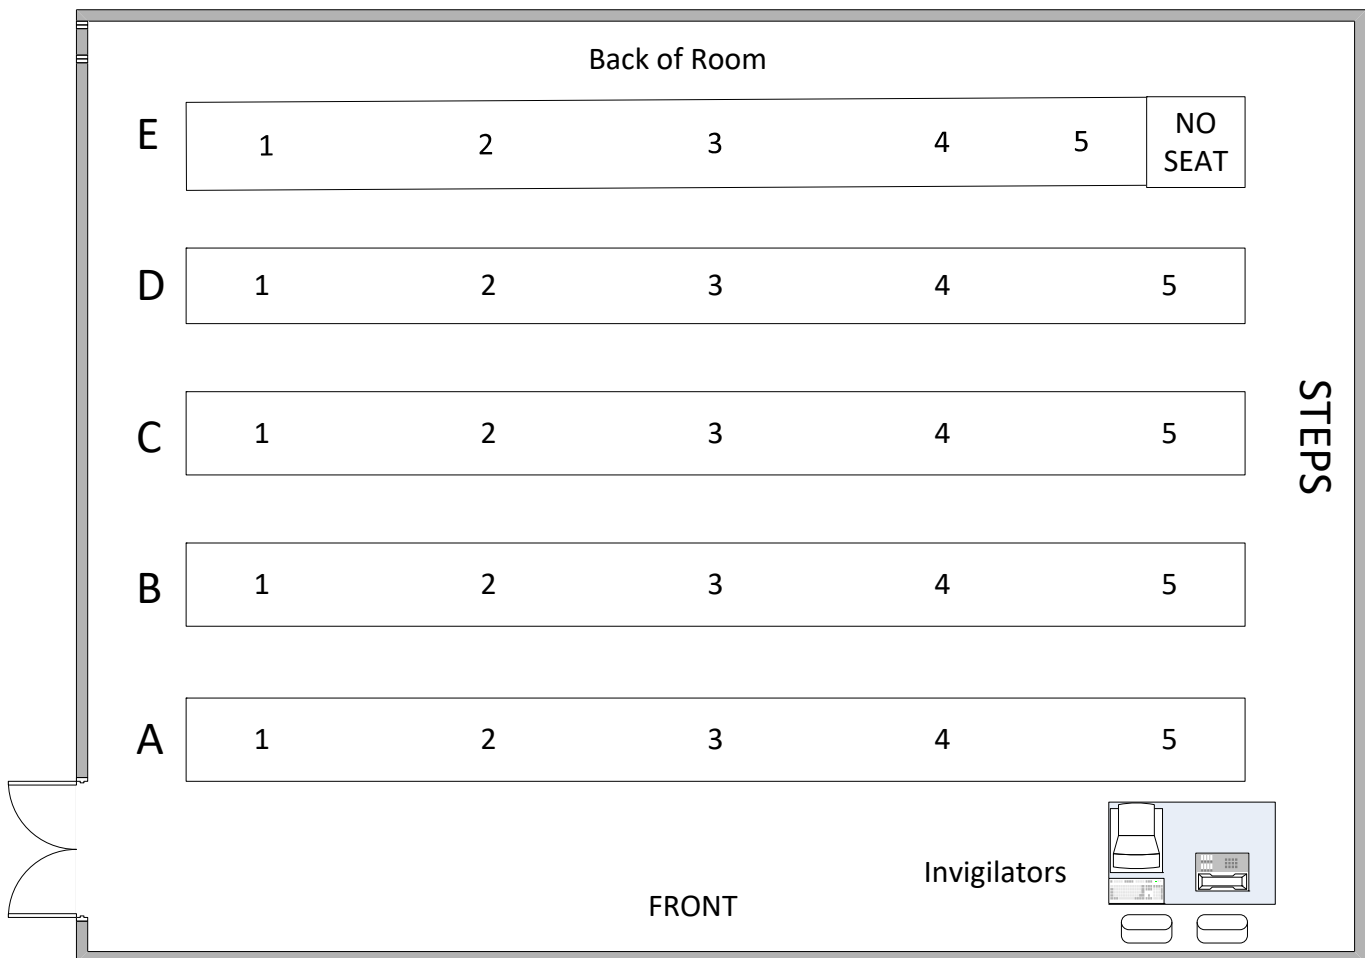 Back of Room
E 1 2 3 4 5 NO
SEAT
D 1 2 3 4 5
STEPS
C 1 2 3 4 5
B 1 2 3 4 5
A 1 2 3 4 5
Invigilators
FRONT